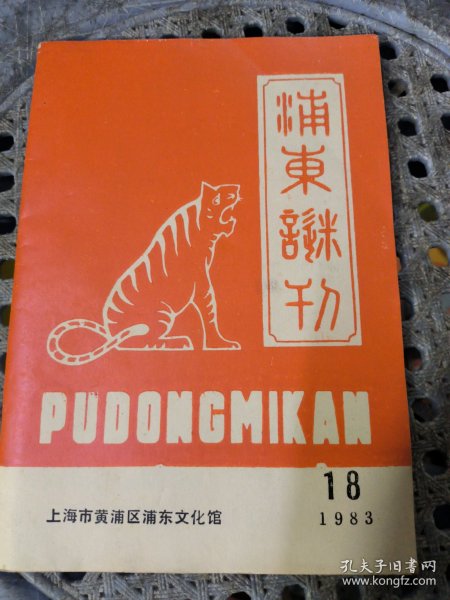 浦東謎刊
PUDONGMIKAN
18
上海市黄浦区浦东文化馆
1983
孔夫子旧书网
www.kongfz.com